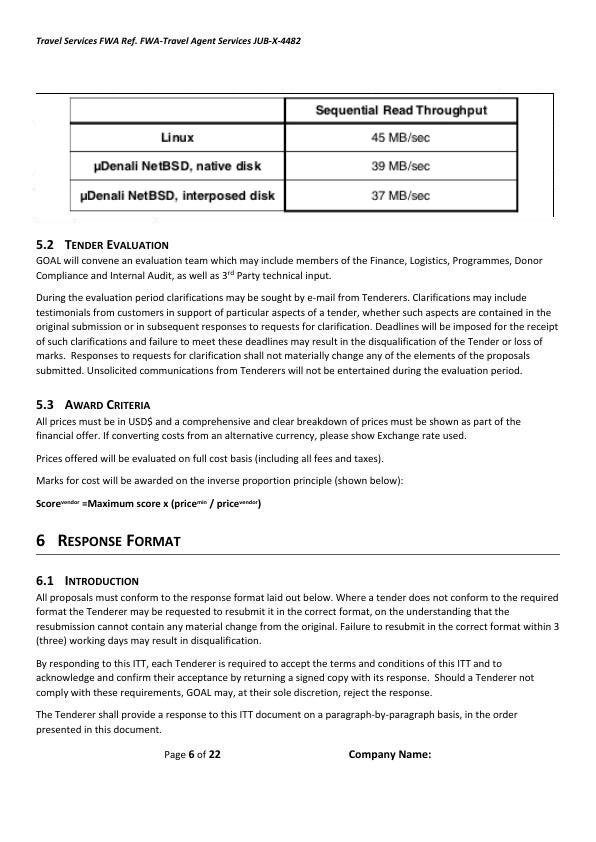 Travel Services FWA Ref. FWA-Travel Agent Services JUB-X-4482
Sequential Read Throughput
Linux 45 MB/sec
µDenali NetBSD, native disk 39 MB/sec
µDenali NetBSD, interposed disk 37 MB/sec
5.2 TENDER EVALUATION
GOAL will convene an evaluation team which may include members of the Finance, Logistics, Programmes, Donor
Compliance and Internal Audit, as well as 3rd Party technical input.
During the evaluation period clarifications may be sought by e-mail from Tenderers. Clarifications may include
testimonials from customers in support of particular aspects of a tender, whether such aspects are contained in the
original submission or in subsequent responses to requests for clarification. Deadlines will be imposed for the receipt
of such clarifications and failure to meet these deadlines may result in the disqualification of the Tender or loss of
marks. Responses to requests for clarification shall not materially change any of the elements of the proposals
submitted. Unsolicited communications from Tenderers will not be entertained during the evaluation period.
5.3 AWARD CRITERIA
All prices must be in USD$ and a comprehensive and clear breakdown of prices must be shown as part of the
financial offer. If converting costs from an alternative currency, please show Exchange rate used.
Prices offered will be evaluated on full cost basis (including all fees and taxes).
Marks for cost will be awarded on the inverse proportion principle (shown below):
Scorevendor =Maximum score x (pricemin / pricevendor)
6 RESPONSE FORMAT
6.1 INTRODUCTION
All proposals must conform to the response format laid out below. Where a tender does not conform to the required
format the Tenderer may be requested to resubmit it in the correct format, on the understanding that the
resubmission cannot contain any material change from the original. Failure to resubmit in the correct format within 3
(three) working days may result in disqualification.
By responding to this ITT, each Tenderer is required to accept the terms and conditions of this ITT and to
acknowledge and confirm their acceptance by returning a signed copy with its response. Should a Tenderer not
comply with these requirements, GOAL may, at their sole discretion, reject the response.
The Tenderer shall provide a response to this ITT document on a paragraph-by-paragraph basis, in the order
presented in this document.
Page 6 of 22 Company Name: